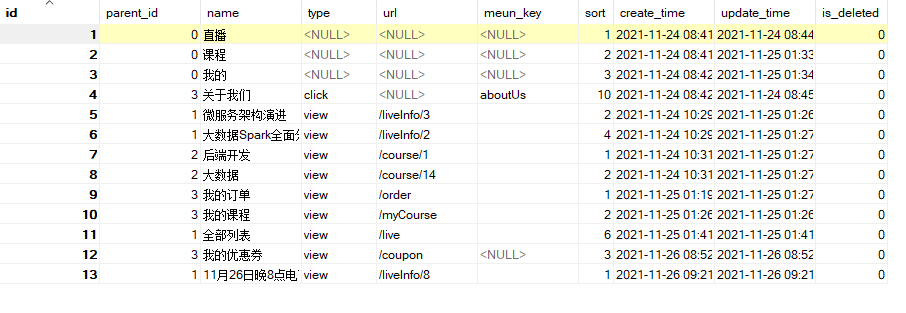 id parent_id name type url meun_key sort create_time update_time is_deleted
1 0 直播 <NULL> <NULL> <NULL> 1 2021-11-24 08:41 2021-11-24 08:44 0
2 0 课程 <NULL> <NULL> <NULL> 2 2021-11-24 08:41 2021-11-25 01:33 0
3 0 我的 <NULL> <NULL> <NULL> 3 2021-11-24 08:42 2021-11-25 01:34 0
4 3 关于我们 click <NULL> aboutUs 10 2021-11-24 08:42 2021-11-24 08:45 0
5 1 微服务架构演进 view /liveInfo/3 2 2021-11-24 10:29 2021-11-25 01:26 0
6 1 大数据Spark全面 view /liveInfo/2 4 2021-11-24 10:29 2021-11-25 01:26 0
7 2 后端开发 view /course/1 1 2021-11-24 10:31 2021-11-25 01:27 0
8 2 大数据 view /course/14 2 2021-11-24 10:31 2021-11-25 01:27 0
9 3 我的订单 view /order 1 2021-11-25 01:19 2021-11-25 01:27 0
10 3 我的课程 view /myCourse 2 2021-11-25 01:26 2021-11-25 01:26 0
11 1 全部列表 view /live 6 2021-11-25 01:41 2021-11-25 01:41 0
12 3 我的优惠券 view /coupon <NULL> 3 2021-11-26 08:52 2021-11-26 08:52 0
13 1 11月26日晚8点电 view /liveInfo/8 1 2021-11-26 09:21 2021-11-26 09:21 0